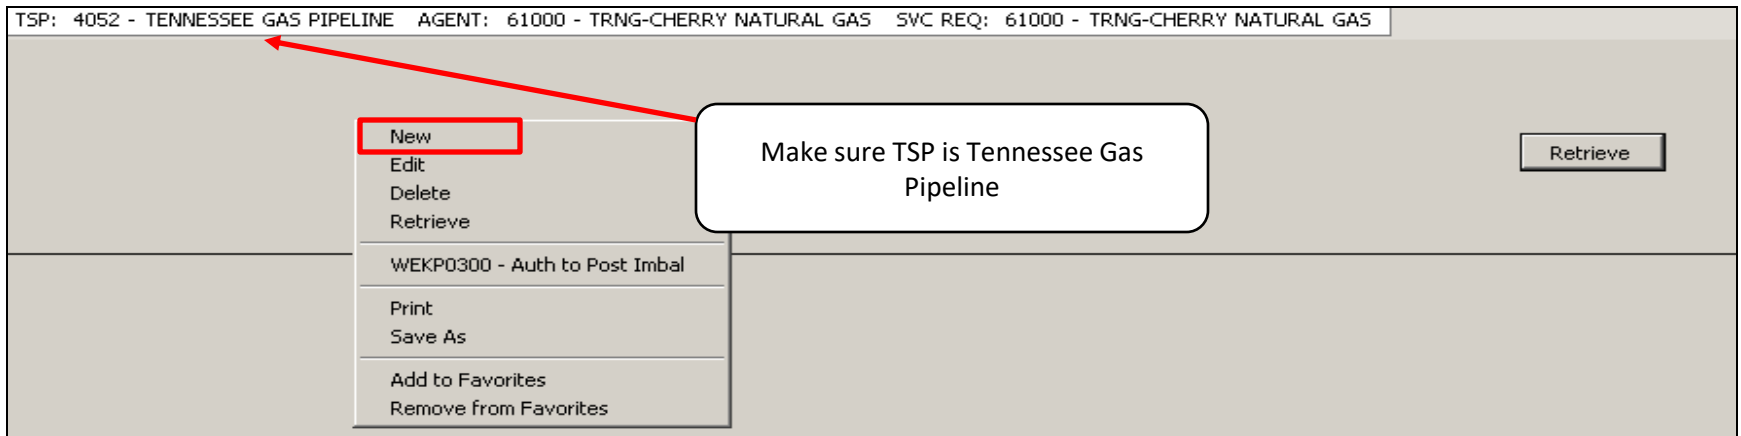 TSP: 4052 - TENNESSEE GAS PIPELINE AGENT: 61000 - TRNG-CHERRY NATURAL GAS SVC REQ: 61000 - TRNG-CHERRY NATURAL GAS
New
Edit
Delete
Retrieve
WEKP0300 - Auth to Post Imbal
Print
Save As
Add to Favorites
Remove from Favorites
Make sure TSP is Tennessee Gas
Pipeline
Retrieve